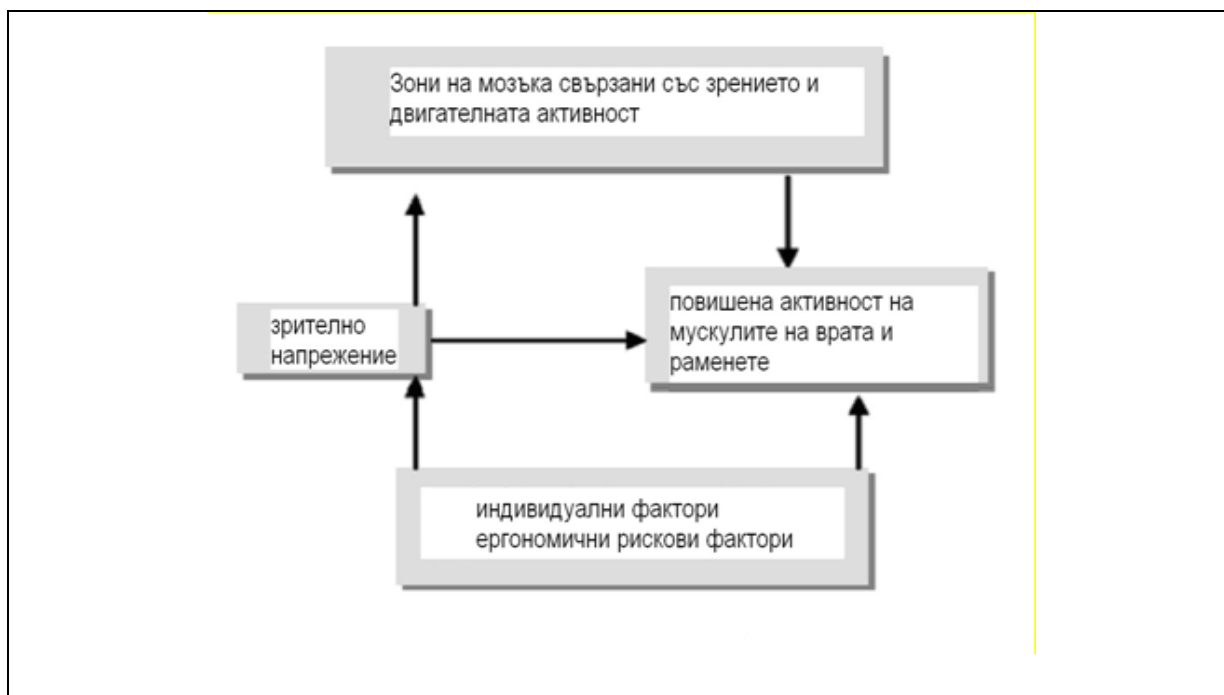 Зони на мозъка свързани със зрението и
двигателната активност
зрително
напрежение
повишена активност на
мускулите на врата и
раменете
индивидуални фактори
ергономични рискови фактори